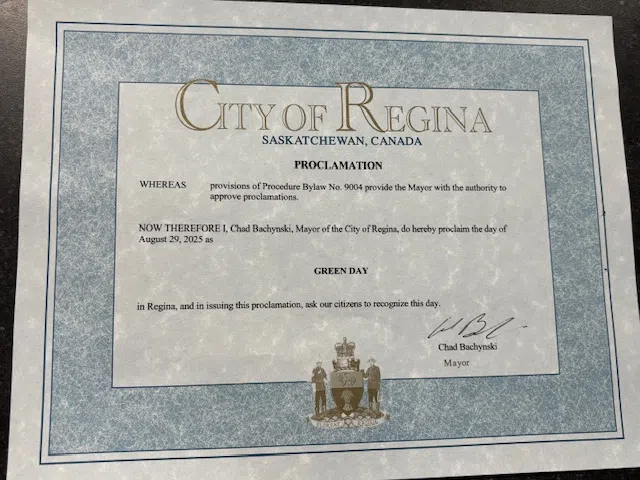 CITY OF REGINA
SASKATCHEWAN, CANADA
PROCLAMATION
WHEREAS provisions of Procedure Bylaw No. 9004 provide the Mayor with the authority to
approve proclamations.
NOW THEREFORE I, Chad Bachynski, Mayor of the City of Regina, do hereby proclaim the day of
August 29, 2025 as
GREEN DAY
in Regina, and in issuing this proclamation, ask our citizens to recognize this day.
Chad Bachynski
Mayor